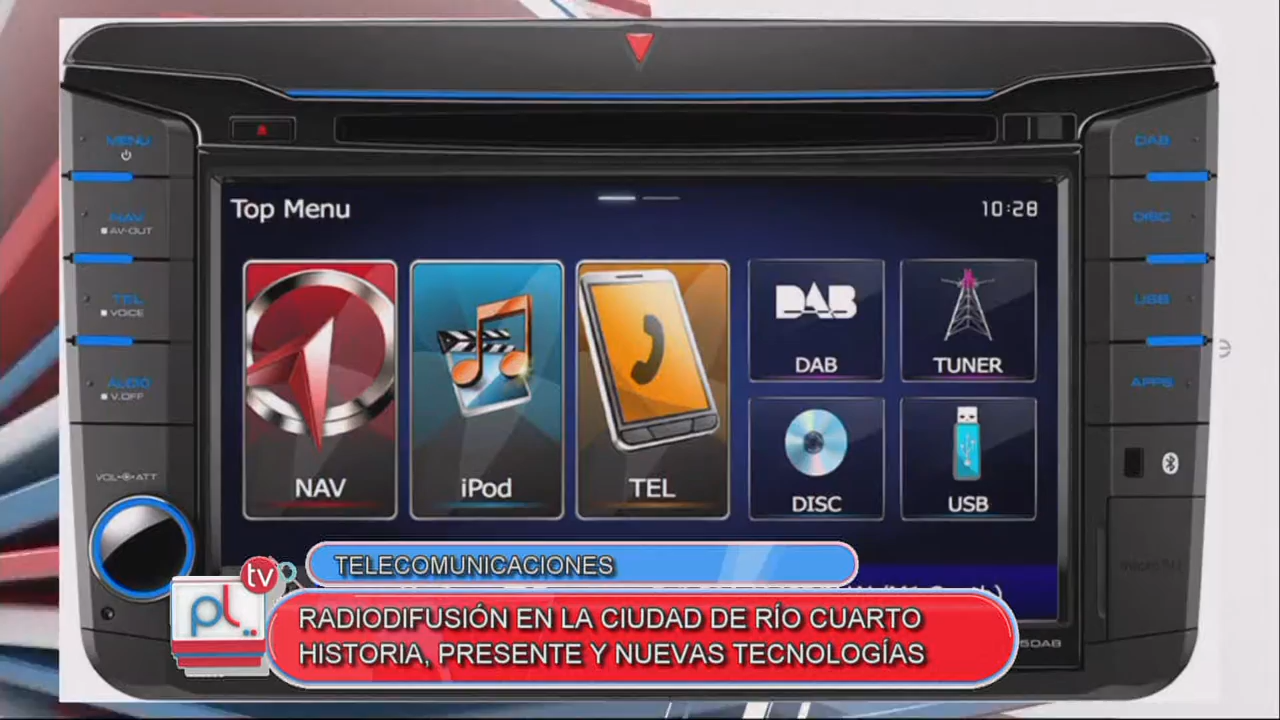 Top Menu
10:28
MENU
NAV
AV-OUT
TEL
VOICE
AUDIO
V.OFF
VOL
ATT
DAB
DISC
USB
APPS
NAV
iPod
TEL
DAB
DAB
TUNER
DISC
USB
TELECOMUNICACIONES
tv
pL..
RADIODIFUSIÓN EN LA CIUDAD DE RÍO CUARTO
HISTORIA, PRESENTE Y NUEVAS TECNOLOGÍAS
5DAB